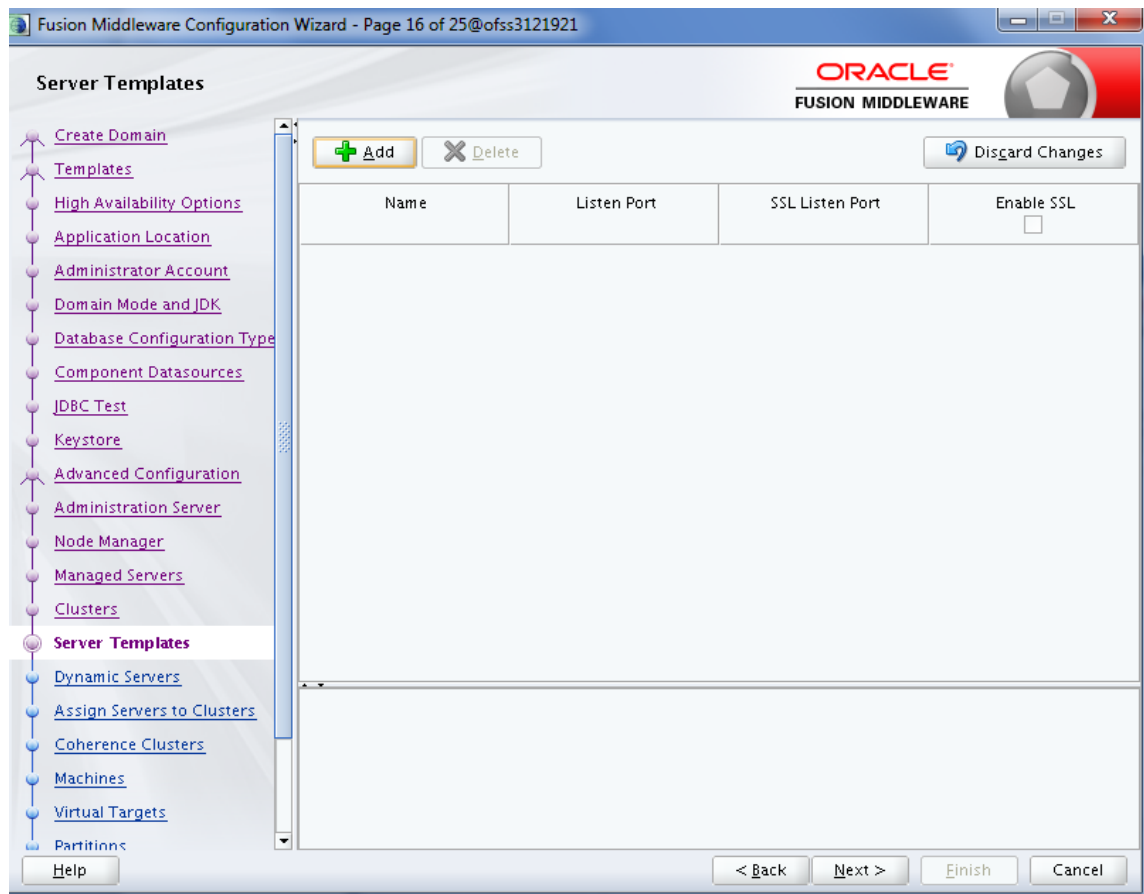 Fusion Middleware Configuration Wizard - Page 16 of 25@ofss3121921
Server Templates
ORACLE
FUSION MIDDLEWARE
Create Domain
Templates
High Availability Options
Application Location
Administrator Account
Domain Mode and JDK
Database Configuration Type
Component Datasources
JDBC Test
Keystore
Advanced Configuration
Administration Server
Node Manager
Managed Servers
Clusters
Server Templates
Dynamic Servers
Assign Servers to Clusters
Coherence Clusters
Machines
Virtual Targets
Partitions
Add Delete Discard Changes
Name Listen Port SSL Listen Port Enable SSL
Help < Back Next > Finish Cancel